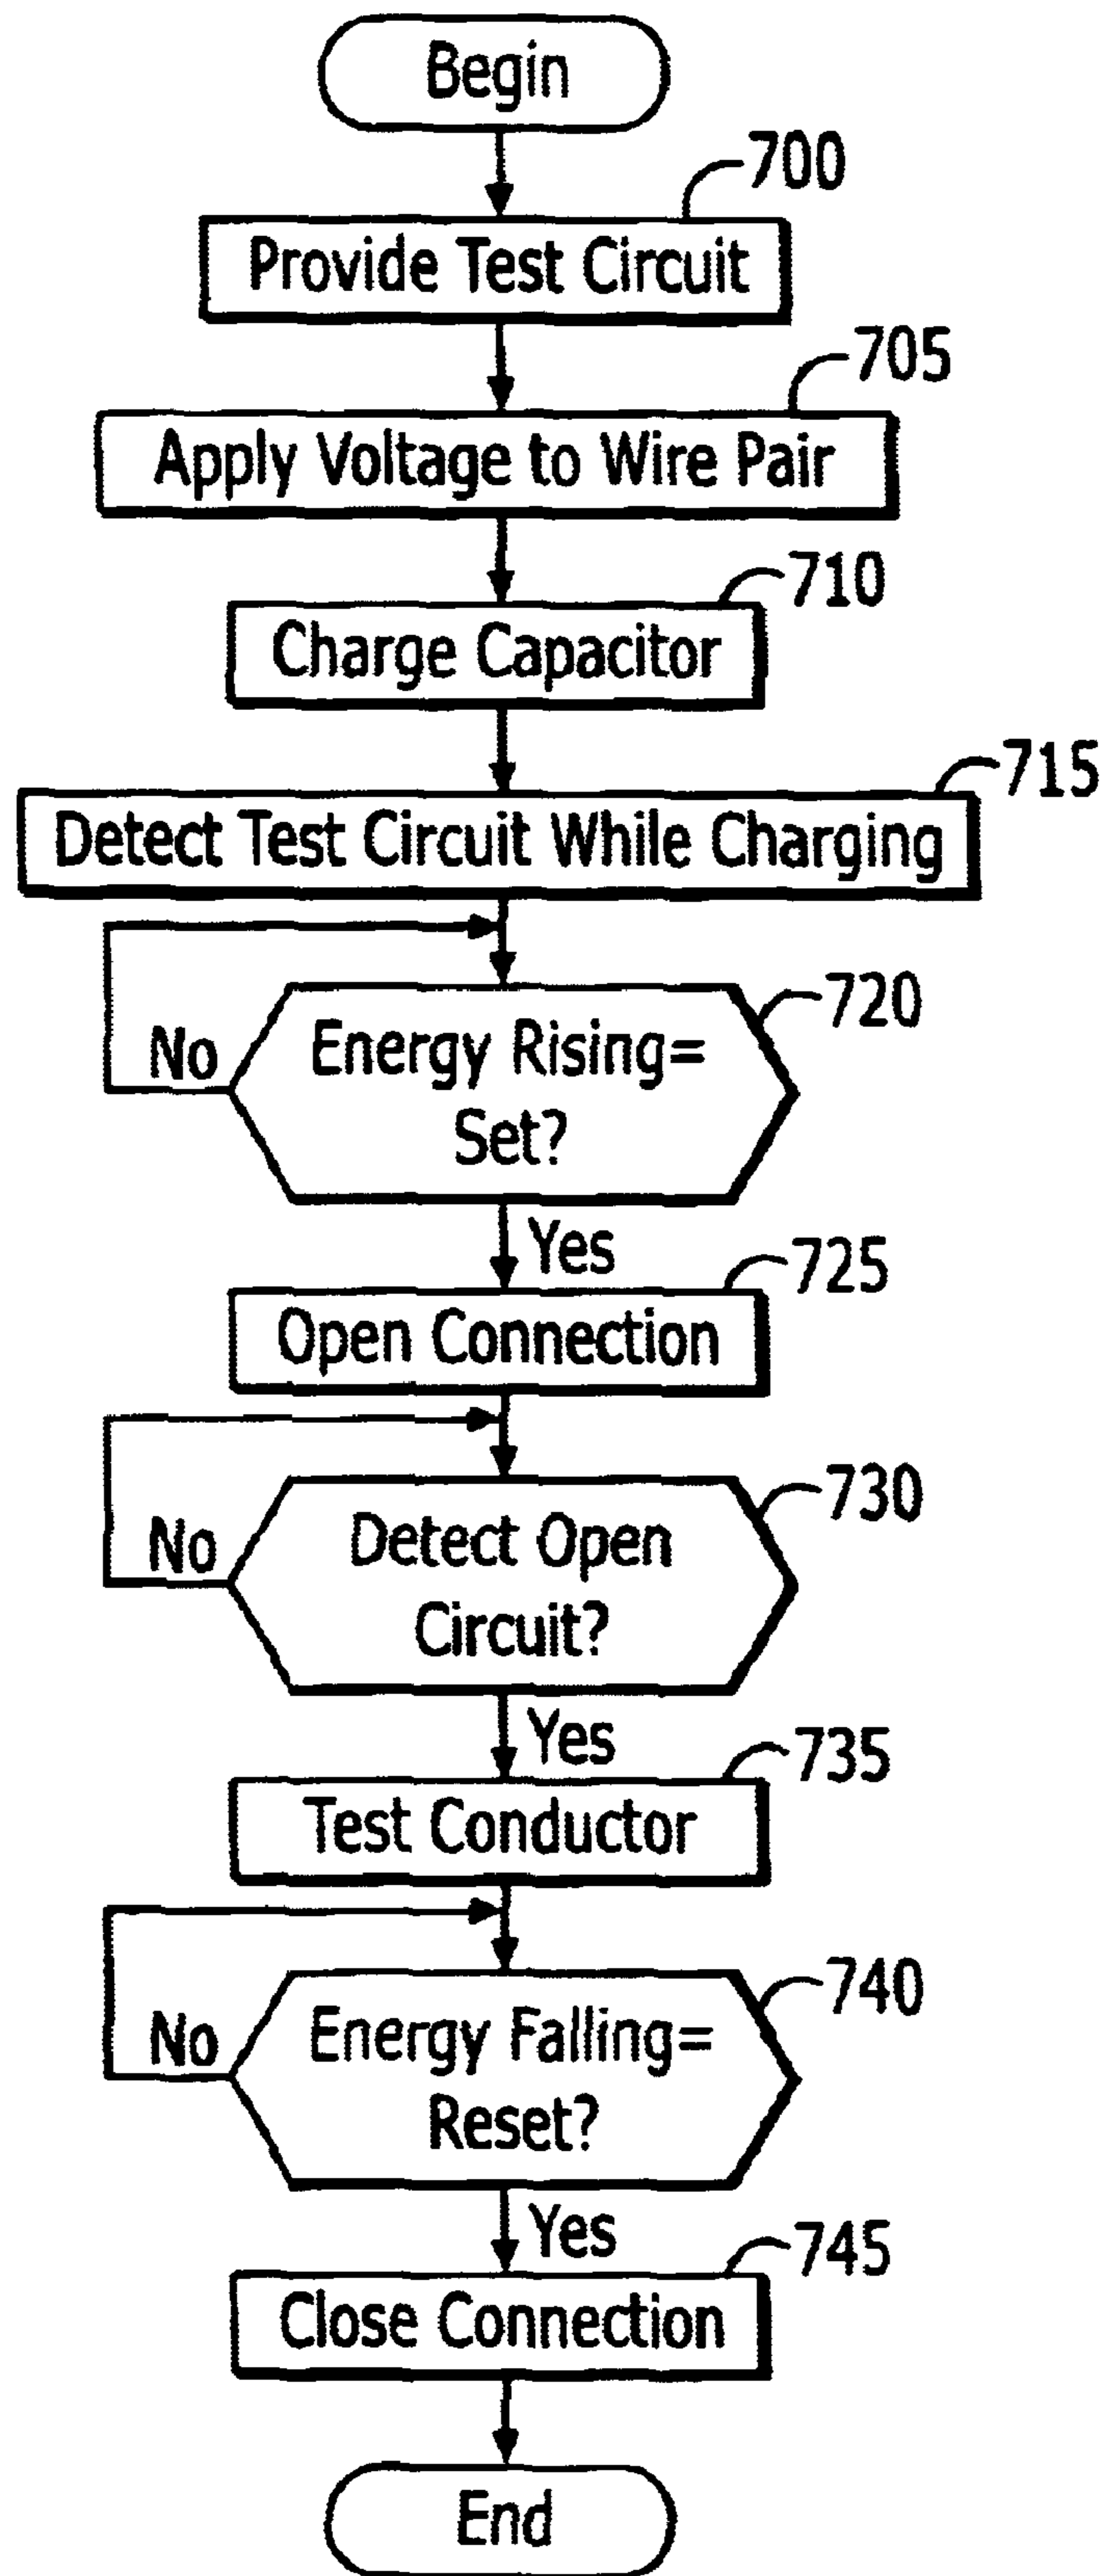 Begin
700
Provide Test Circuit
705
Apply Voltage to Wire Pair
710
Charge Capacitor
715
Detect Test Circuit While Charging
720
No
Energy Rising=
Set?
Yes
725
Open Connection
730
No
Detect Open
Circuit?
Yes
735
Test Conductor
740
No
Energy Falling=
Reset?
Yes
745
Close Connection
End